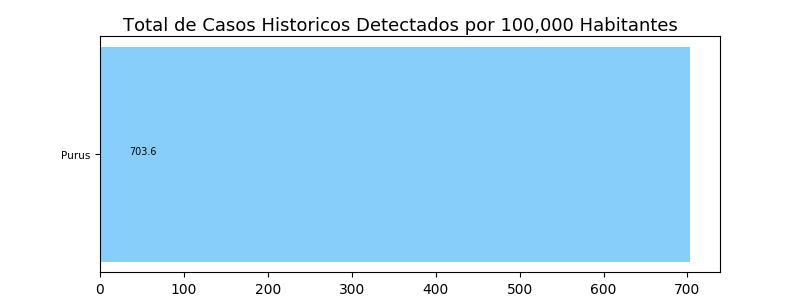 Total de Casos Historicos Detectados por 100,000 Habitantes
Purus
703.6
0 100 200 300 400 500 600 700